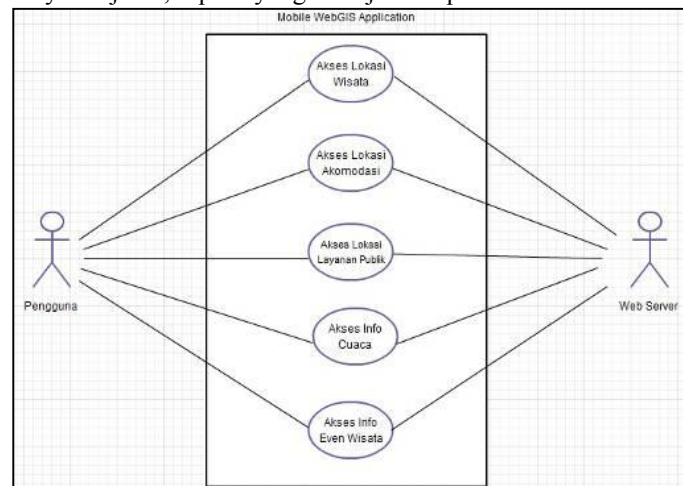 Mobile WebGIS Application
Akses Lokasi
Wisata
Akses Lokasi
Akomodasi
Akses Lokasi
Layanan Publik
Pengguna
Web Server
Akses Info
Cuaca
Akses Info
Even Wisata